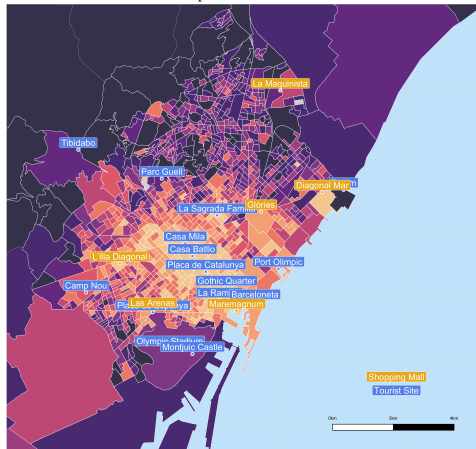 La Maquinista
Tibidabo
Parc Guell
Diagonal Mar
La Sagrada Familia
Glories
Casa Mila
Casa Batllo
L'illa Diagonal
Placa de Catalunya
Port Olimpic
Camp Nou
Gothic Quarter
La Ram
Barceloneta
Las Arenas
Maremagnum
Olympic Stadium
Montjuic Castle
Shopping Mall
Tourist Site
0km
2km
4km